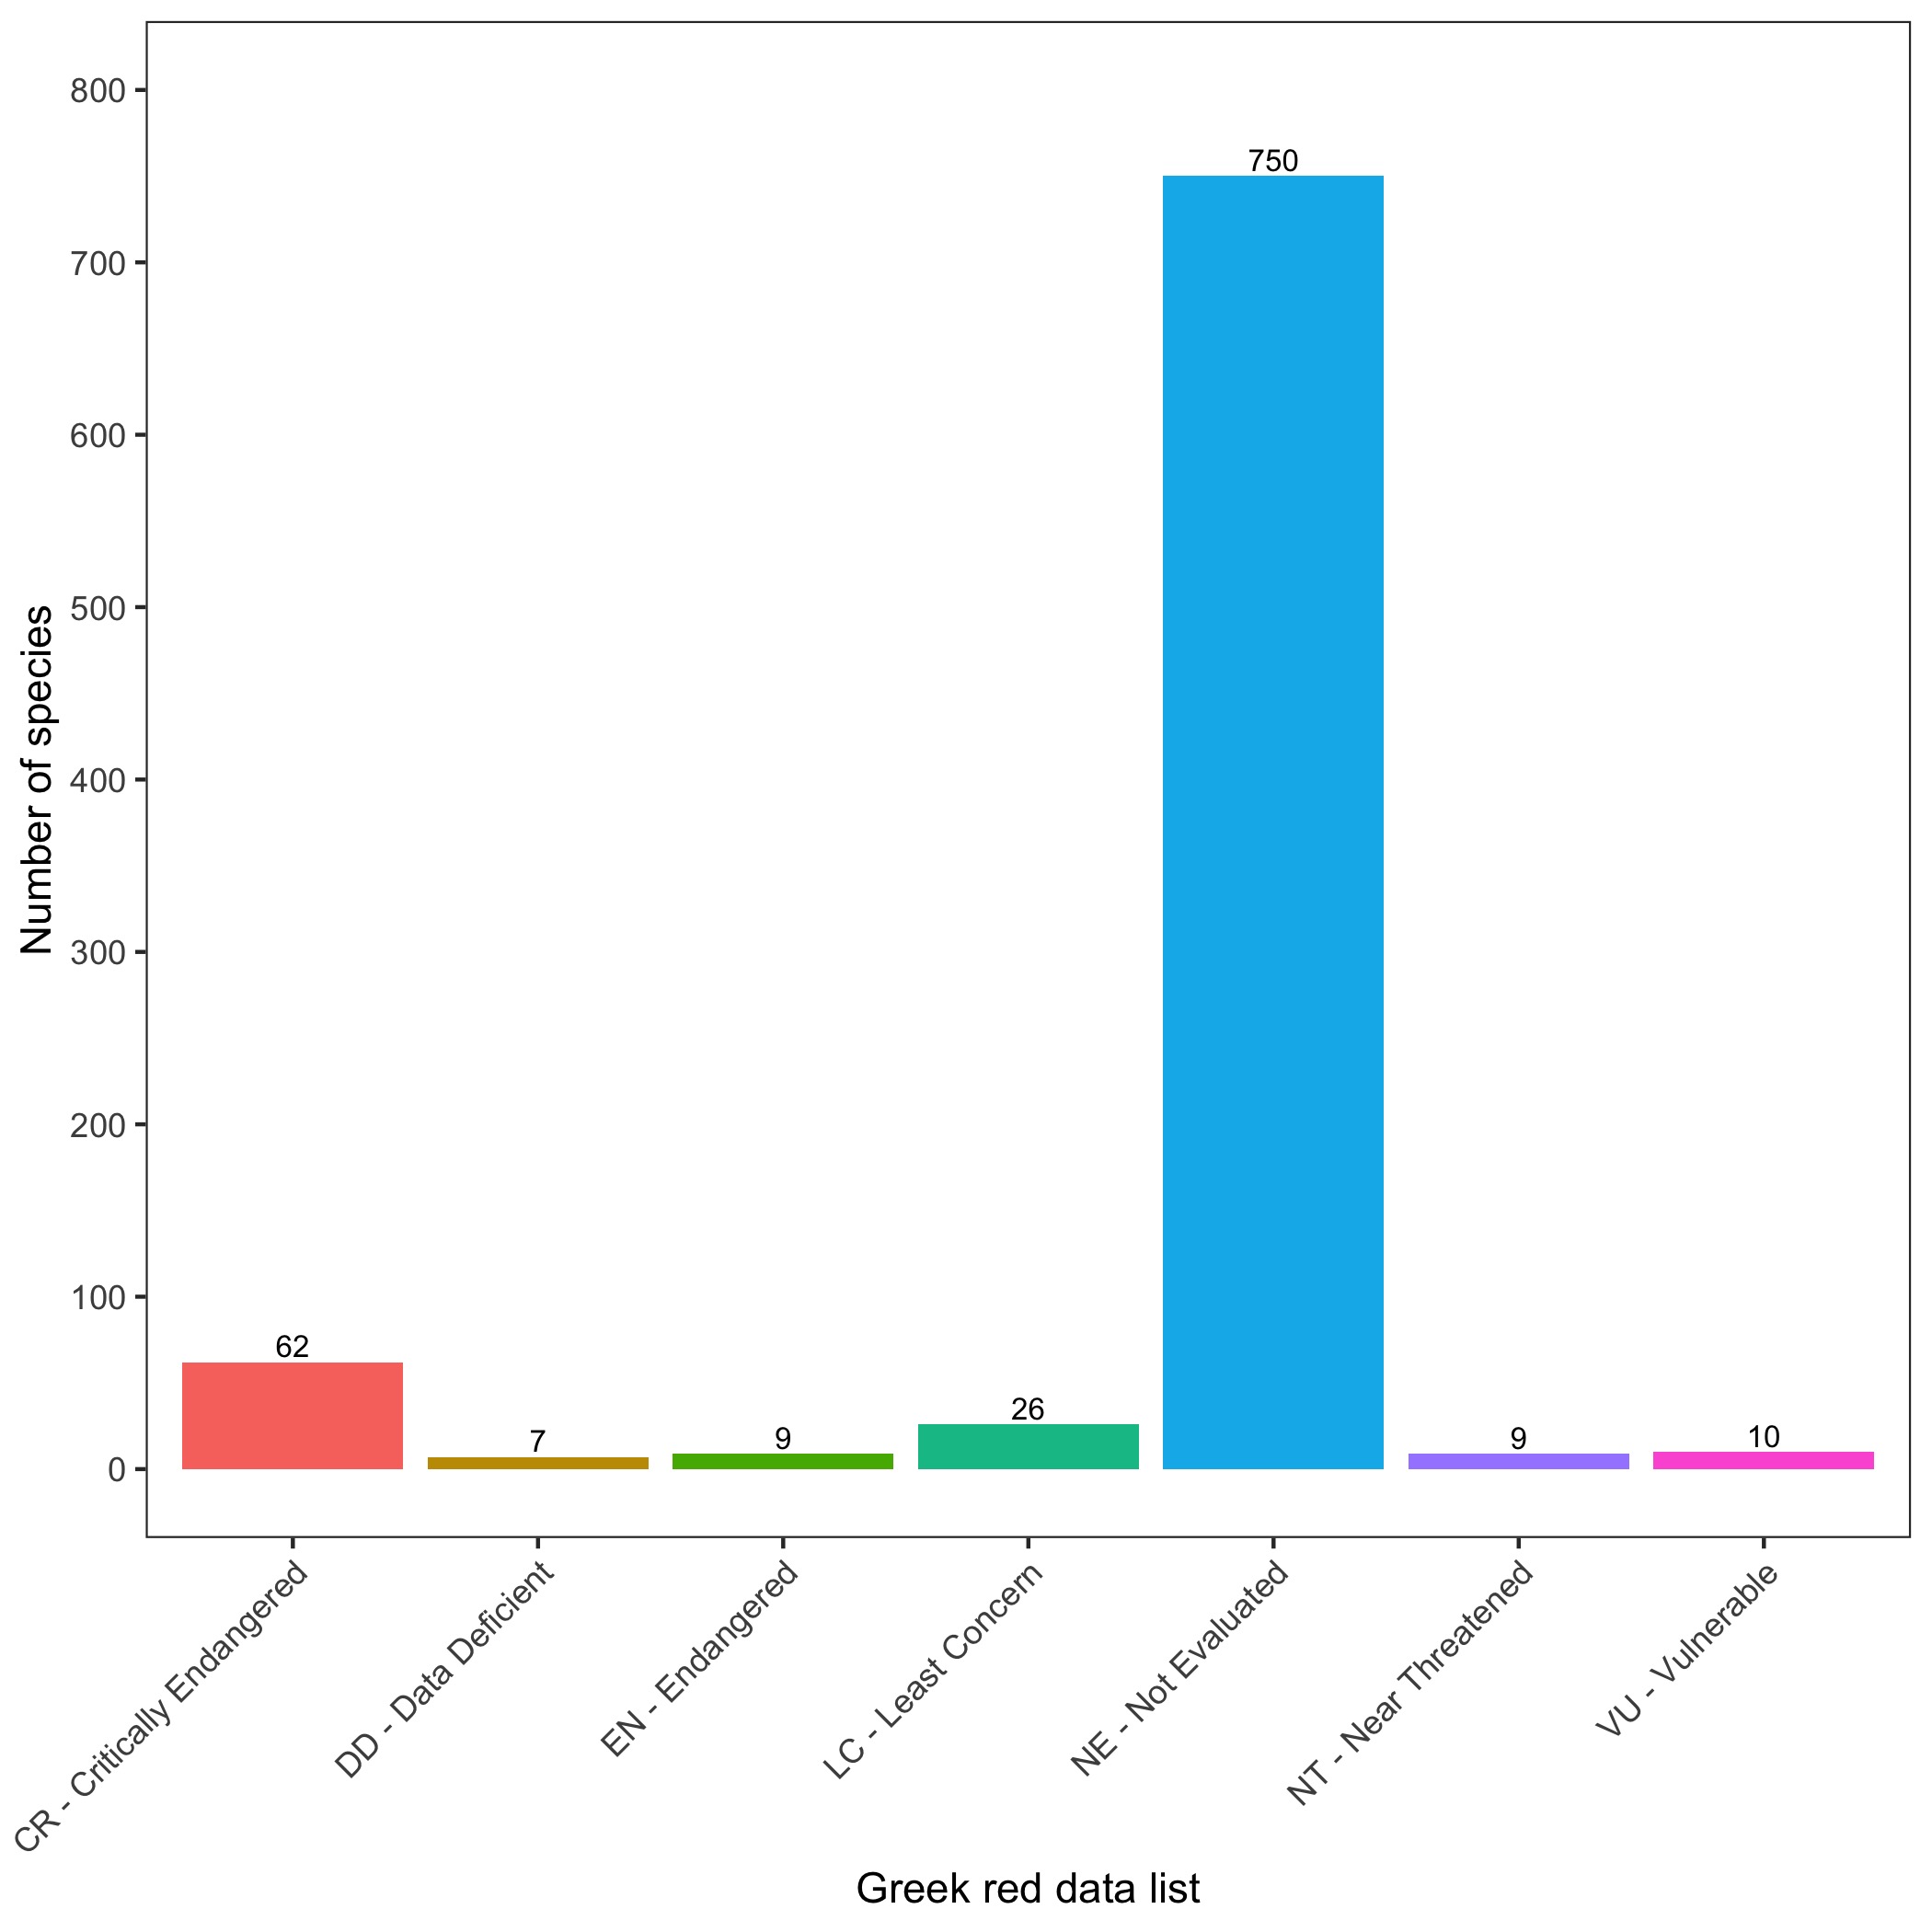 Number of species
800
700
600
500
400
300
200
100
0
62
7
9
26
750
9
10
CR - Critically Endangered
DD - Data Deficient
EN - Endangered
LC - Least Concern
NE - Not Evaluated
NT - Near Threatened
VU - Vulnerable
Greek red data list